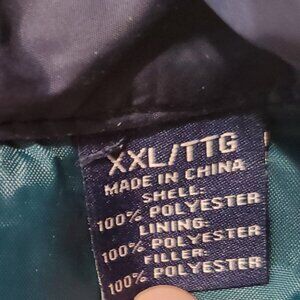 XXL/TTG
MADE IN CHINA
SHELL:
100% POLYESTER
LINING:
100% POLYESTER
FILLER:
100% POLYESTER